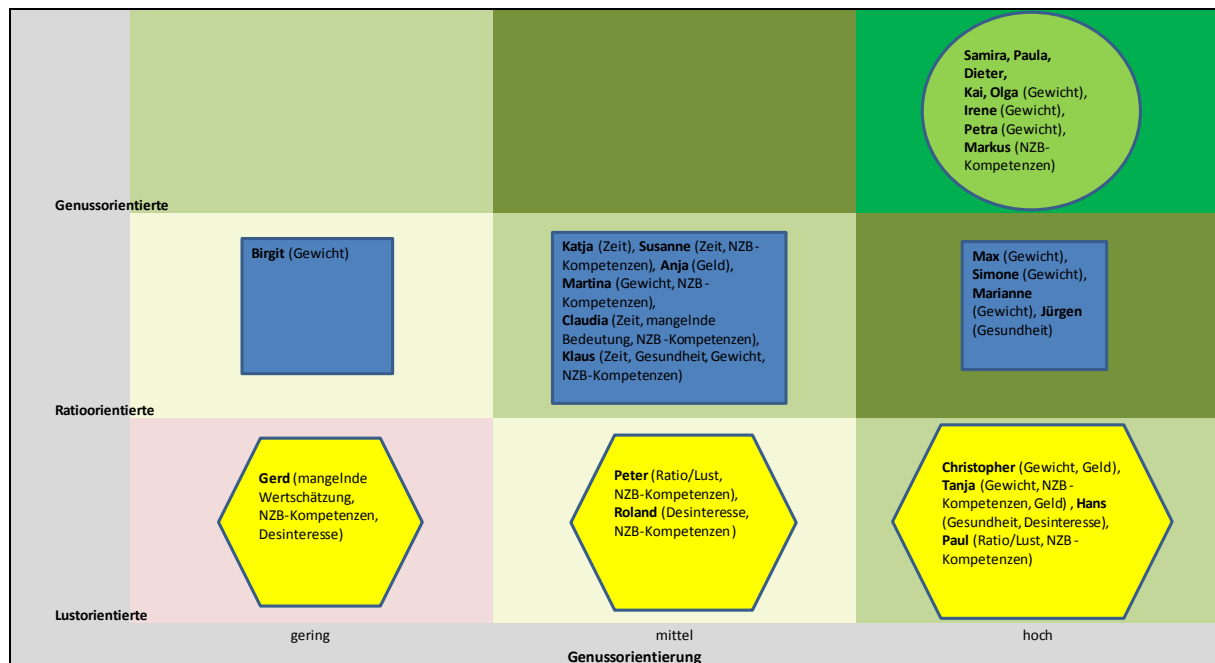 Samira, Paula,
Dieter,
Kai, Olga (Gewicht),
Irene (Gewicht),
Petra (Gewicht),
Markus (NZB-
Kompetenzen)
Genussorientierte
Birgit (Gewicht)
Katja (Zeit), Susanne (Zeit, NZB-
Kompetenzen), Anja (Geld),
Martina (Gewicht, NZB-
Kompetenzen),
Claudia (Zeit, mangelnde
Bedeutung, NZB-Kompetenzen),
Klaus (Zeit, Gesundheit, Gewicht,
NZB-Kompetenzen)
Max (Gewicht),
Simone (Gewicht),
Marianne
(Gewicht), Jürgen
(Gesundheit)
Ratioorientierte
Gerd (mangelnde
Wertschätzung,
NZB-Kompetenzen,
Desinteresse)
Peter (Ratio/Lust,
NZB-Kompetenzen),
Roland (Desinteresse,
NZB-Kompetenzen)
Christopher (Gewicht, Geld),
Tanja (Gewicht, NZB-
Kompetenzen, Geld) , Hans
(Gesundheit, Desinteresse),
Paul (Ratio/Lust, NZB-
Kompetenzen)
Lustorientierte
gering mittel hoch
Genussorientierung